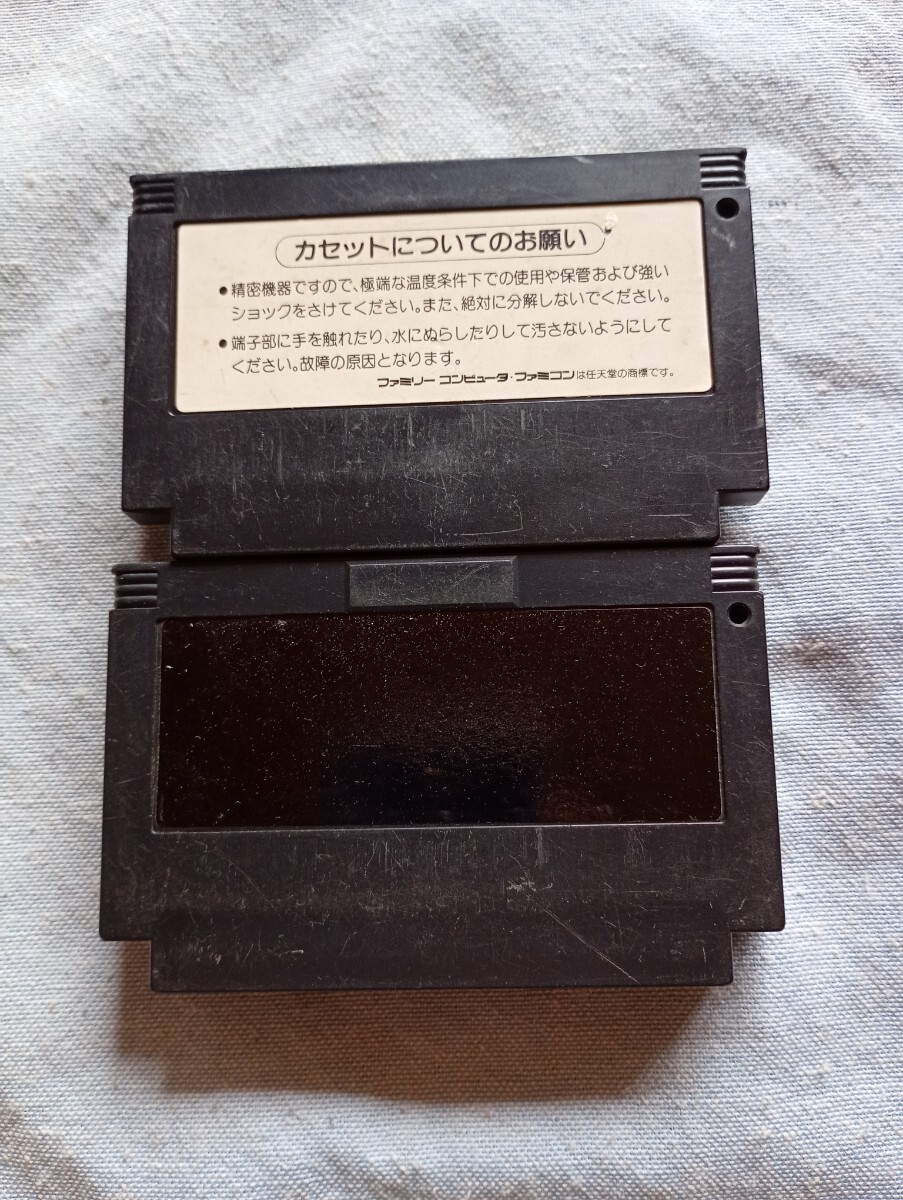 カセットについてのお願い
●精密機器ですので、極端な温度条件下での使用や保管および強い
ショックをさけてください。また、絶対に分解しないでください。
●端子部に手を触れたり、水にぬらしたりして汚さないようにして
ください。故障の原因となります。
ファミリー コンピュータ・ファミコンは任天堂の商標です。